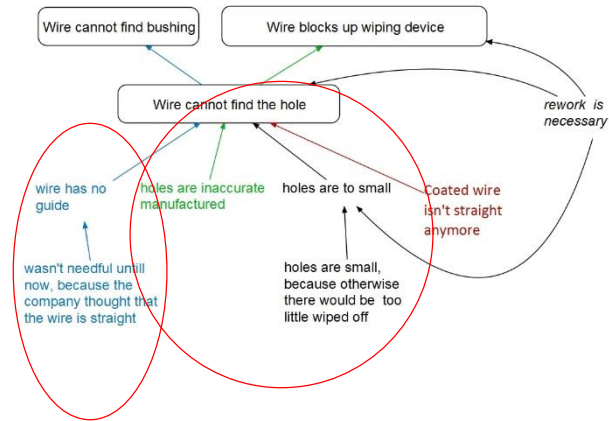 Wire cannot find bushing
Wire blocks up wiping device
Wire cannot find the hole
rework is
necessary
wire has no
guide
holes are inaccurate
manufactured
holes are to small
Coated wire
isn't straight
anymore
wasn't needful untill
now, because the
company thought that
the wire is straight
holes are small,
because otherwise
there would be too
little wiped off